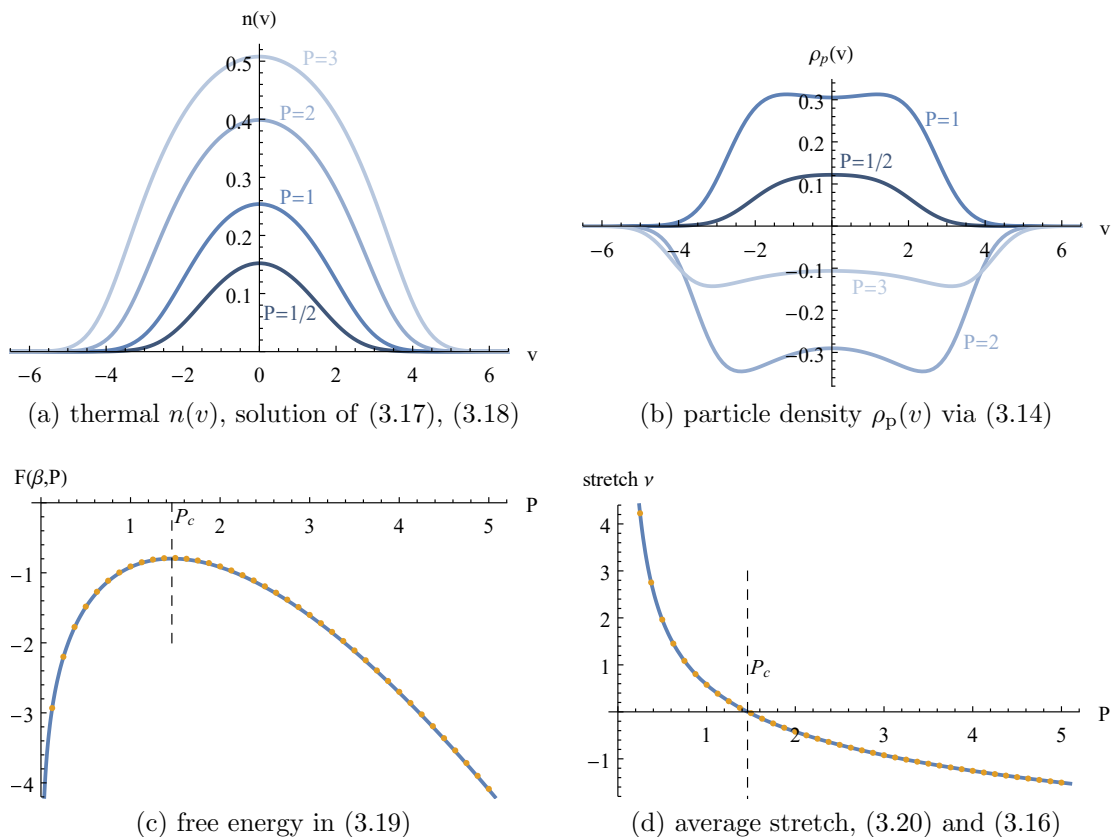 n(v)
0.5
0.4
0.3
0.2
0.1
P=3
P=2
P=1
P=1/2
-6 -4 -2 0 2 4 6 v
(a) thermal n(v), solution of (3.17), (3.18)
ρp(v)
0.3
0.2
0.1
-0.1
-0.2
-0.3
P=1
P=1/2
P=3
P=2
-6 -4 -2 2 4 6 v
(b) particle density ρp(v) via (3.14)
F(β,P)
Pc
1 2 3 4 5 P
-1
-2
-3
-4
(c) free energy in (3.19)
stretch ν
4
3
2
1
-1
Pc
1 2 3 4 5 P
(d) average stretch, (3.20) and (3.16)